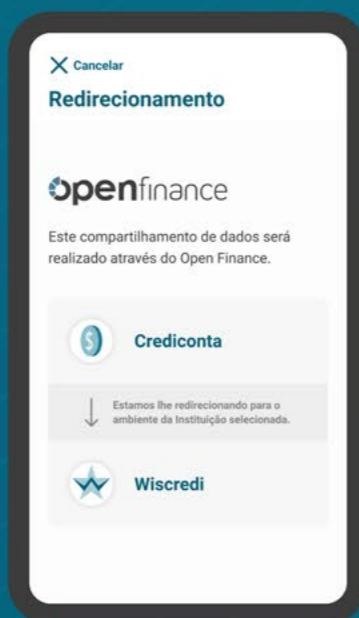 Cancelar
Redirecionamento
openfinance
Este compartilhamento de dados será
realizado através do Open Finance.
$
Crediconta
Estamos lhe redirecionando para o
ambiente da Instituição selecionada.
Wiscredi